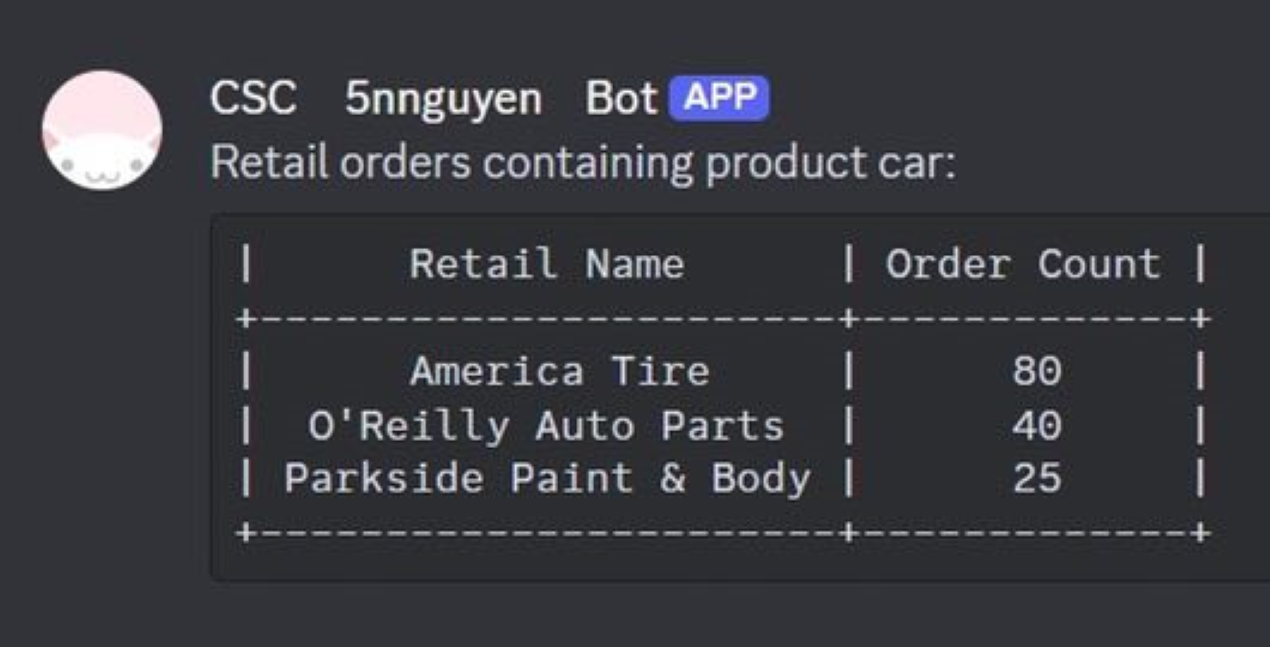 CSC 5nnguyen Bot APP
Retail orders containing product car:
| Retail Name | Order Count |
+-----------------------+-------------+
| America Tire | 80 |
| O'Reilly Auto Parts | 40 |
| Parkside Paint & Body | 25 |
+-----------------------+-------------+